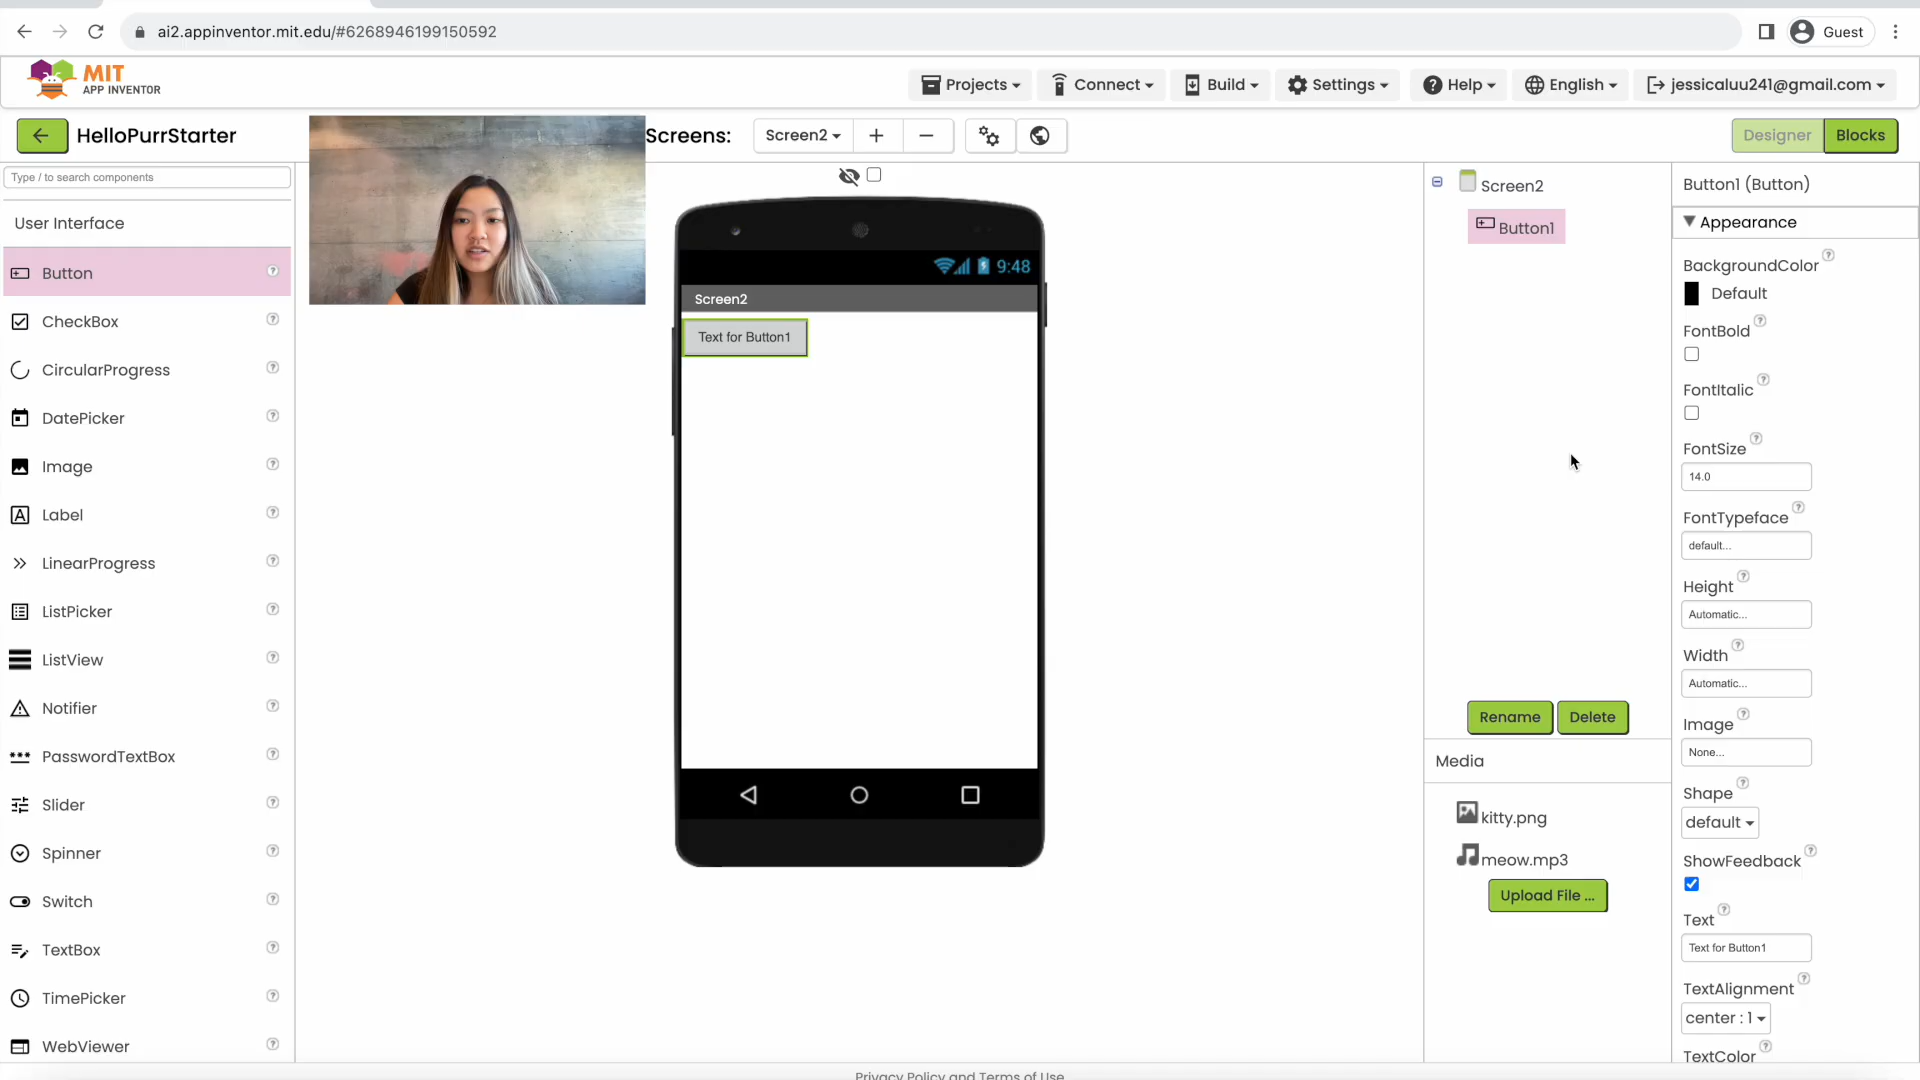 ai2.appinventor.mit.edu/#6268946199150592
Guest
MIT
APP INVENTOR
Projects
Connect
Build
Settings
Help
English
jessicaluu241@gmail.com
HelloPurrStarter
Screens:
Screen2
Designer
Blocks
Type / to search components
User Interface
Button
CheckBox
CircularProgress
DatePicker
Image
Label
LinearProgress
ListPicker
ListView
Notifier
PasswordTextBox
Slider
Spinner
Switch
TextBox
TimePicker
WebViewer
9:48
Screen2
Text for Button1
Screen2
Button1
Rename
Delete
Media
kitty.png
meow.mp3
Upload File ...
Button1 (Button)
Appearance
BackgroundColor
Default
FontBold
FontItalic
FontSize
14.0
FontTypeface
default...
Height
Automatic...
Width
Automatic...
Image
None...
Shape
default
ShowFeedback
Text
Text for Button1
TextAlignment
center : 1
TextColor
Privacy Policy and Terms of Use